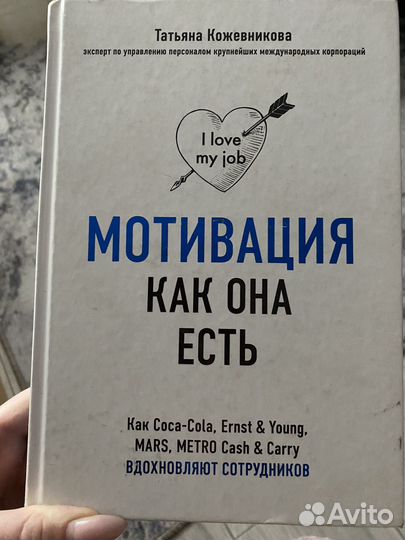 Татьяна Кожевникова
эксперт по управлению персоналом крупнейших международных корпораций
I love
my job
МОТИВАЦИЯ
КАК ОНА
ЕСТЬ
Как Coca-Cola, Ernst & Young,
MARS, METRO Cash & Carry
ВДОХНОВЛЯЮТ СОТРУДНИКОВ
Avito